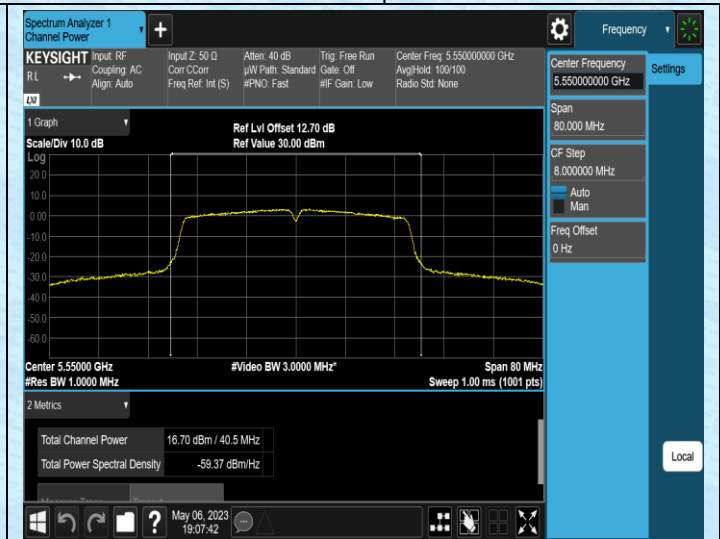 Spectrum Analyzer 1
Channel Power
Frequency
KEYSIGHT
RL
LXI
Input: RF
Coupling: AC
Align: Auto
Input Z: 50 Ω
Corr CCorr
Freq Ref: Int (S)
Atten: 40 dB
µW Path: Standard
#PNO: Fast
Trig: Free Run
Gate: Off
#IF Gain: Low
Center Freq: 5.550000000 GHz
Avg|Hold: 100/100
Radio Std: None
Center Frequency
5.550000000 GHz
Settings
Span
80.000 MHz
CF Step
8.000000 MHz
Auto
Man
Freq Offset
0 Hz
1 Graph
Scale/Div 10.0 dB
Ref Lvl Offset 12.70 dB
Ref Value 30.00 dBm
Log
20.0
10.0
0.00
-10.0
-20.0
-30.0
-40.0
-50.0
-60.0
Center 5.55000 GHz
#Res BW 1.0000 MHz
#Video BW 3.0000 MHz*
Span 80 MHz
Sweep 1.00 ms (1001 pts)
2 Metrics
Total Channel Power 16.70 dBm / 40.5 MHz
Total Power Spectral Density -59.37 dBm/Hz
Local
?
May 06, 2023
19:07:42